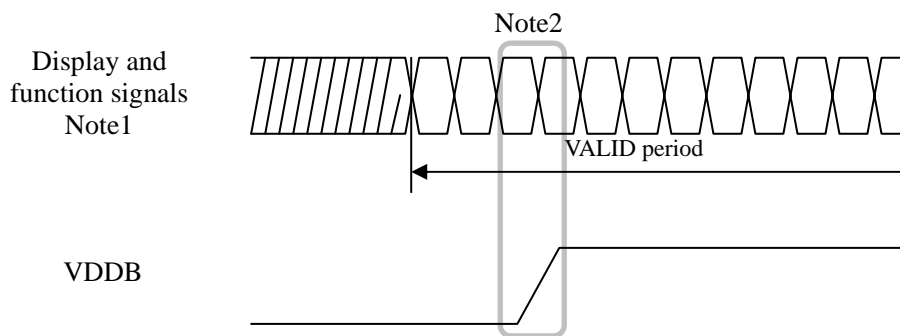 Note2
Display and
function signals
Note1
VALID period
VDDB